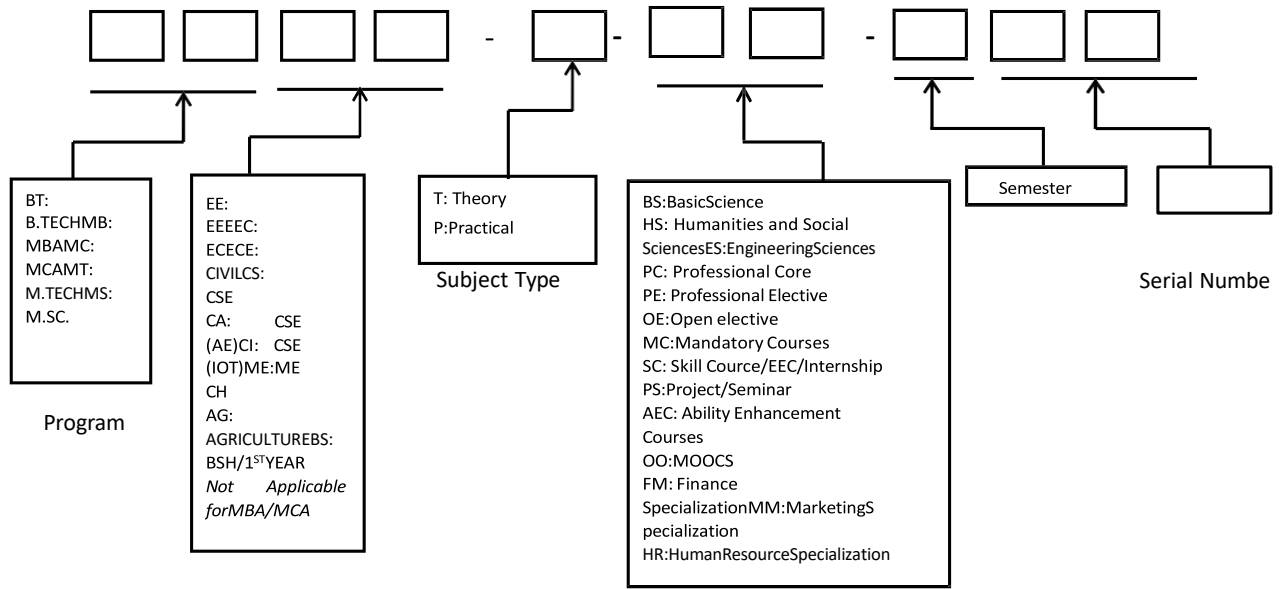 - - -
BT:
B.TECHMB:
MBAMC:
MCAMT:
M.TECHMS:
M.SC.
Program
EE:
EEEEC:
ECECE:
CIVILCS:
CSE
CA: CSE
(AE)CI: CSE
(IOT)ME:ME
CH
AG:
AGRICULTUREBS:
BSH/1STYEAR
Not Applicable
forMBA/MCA
T: Theory
P:Practical
Subject Type
BS:BasicScience
HS: Humanities and Social
SciencesES:EngineeringSciences
PC: Professional Core
PE: Professional Elective
OE:Open elective
MC:Mandatory Courses
SC: Skill Cource/EEC/Internship
PS:Project/Seminar
AEC: Ability Enhancement
Courses
OO:MOOCS
FM: Finance
SpecializationMM:MarketingS
pecialization
HR:HumanResourceSpecialization
Semester
Serial Numbe